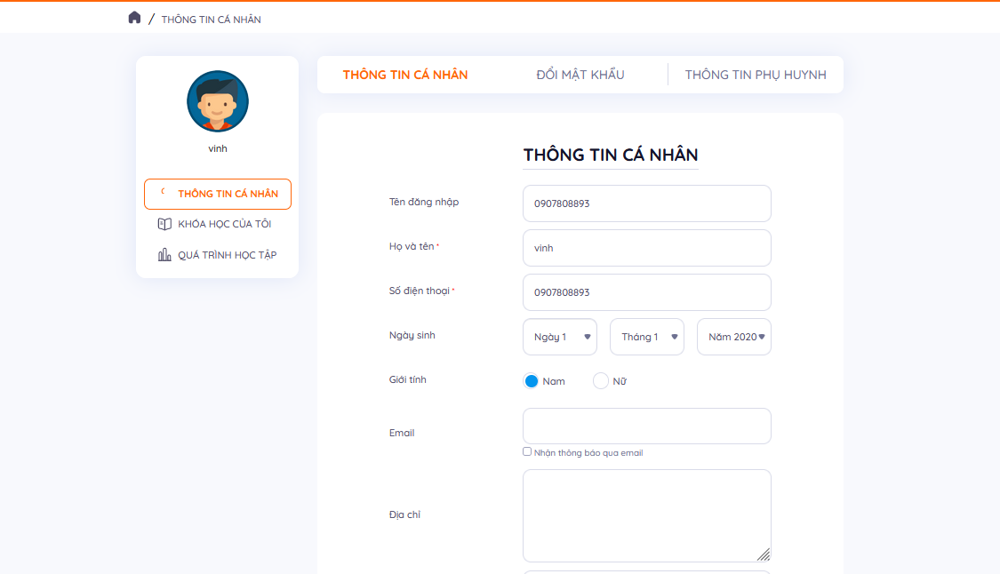 / THÔNG TIN CÁ NHÂN
vinh
THÔNG TIN CÁ NHÂN
KHÓA HỌC CỦA TÔI
QUÁ TRÌNH HỌC TẬP
THÔNG TIN CÁ NHÂN ĐỔI MẬT KHẨU THÔNG TIN PHỤ HUYNH
THÔNG TIN CÁ NHÂN
Tên đăng nhập 0907808893
Họ và tên * vinh
Số điện thoại * 0907808893
Ngày sinh Ngày 1 Tháng 1 Năm 2020
Giới tính Nam Nữ
Email
Nhận thông báo qua email
Địa chỉ